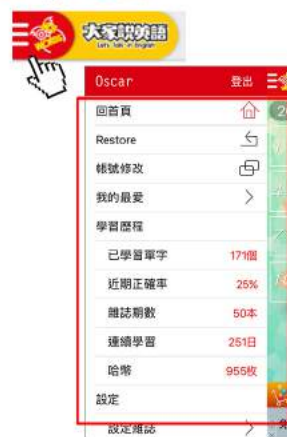 大家說英語
Let's Talk in English
Oscar 登出
回首頁
Restore
帳號修改
我的最愛
學習歷程
已學習單字 171個
近期正確率 25%
雜誌期數 50本
連續學習 251日
哈幣 955枚
設定
設定雜誌